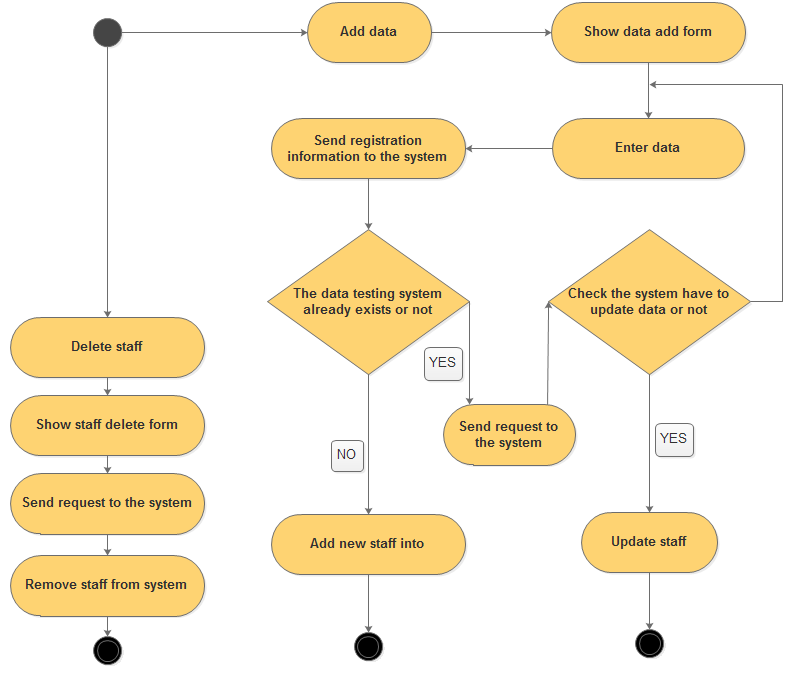 Add data
Show data add form
Send registration
information to the system
Enter data
The data testing system
already exists or not
Check the system have to
update data or not
Delete staff
YES
Show staff delete form
Send request to
the system
YES
NO
Send request to the system
Add new staff into
Update staff
Remove staff from system